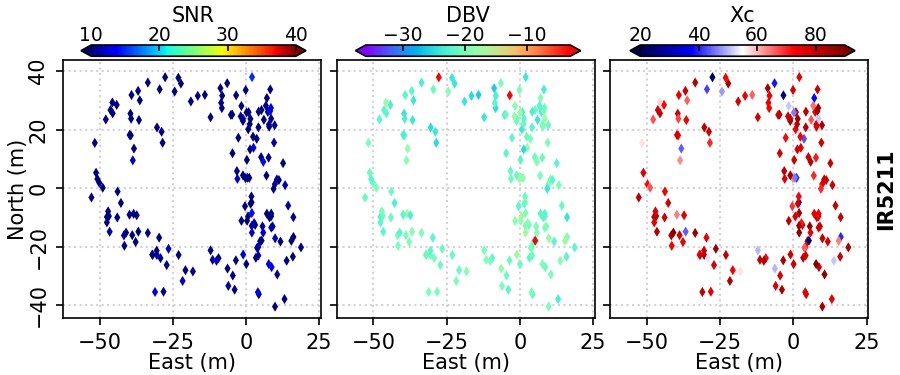 SNR DBV Xc
10 20 30 40 −30 −20 −10 20 40 60 80
40
20
0
−20
−40
North (m)
−50 −25 0 25 −50 −25 0 25 −50 −25 0 25
East (m) East (m) East (m)
IR5211